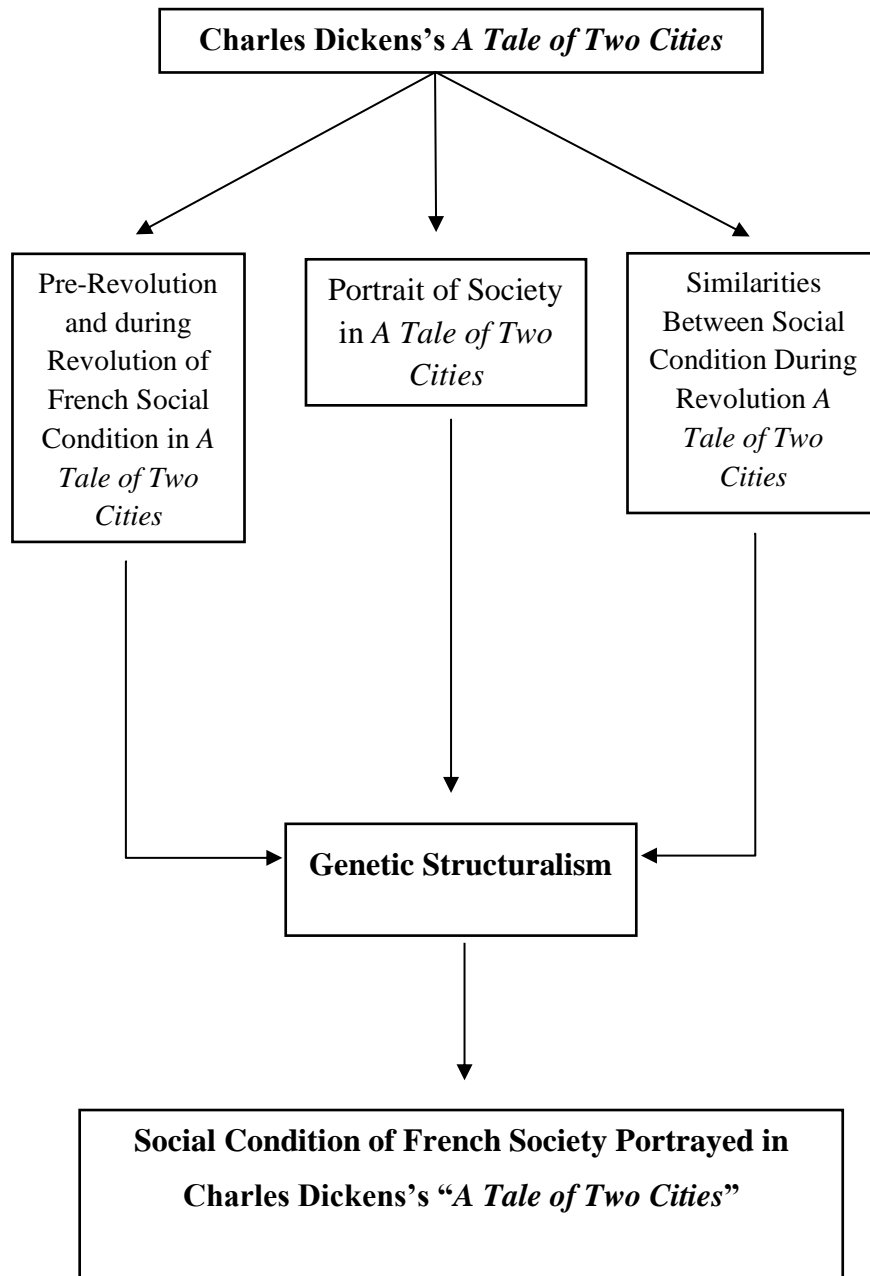 Charles Dickens's A Tale of Two Cities
Pre-Revolution
and during
Revolution of
French Social
Condition in A
Tale of Two
Cities
Portrait of Society
in A Tale of Two
Cities
Similarities
Between Social
Condition During
Revolution A
Tale of Two
Cities
Genetic Structuralism
Social Condition of French Society Portrayed in
Charles Dickens's “A Tale of Two Cities”